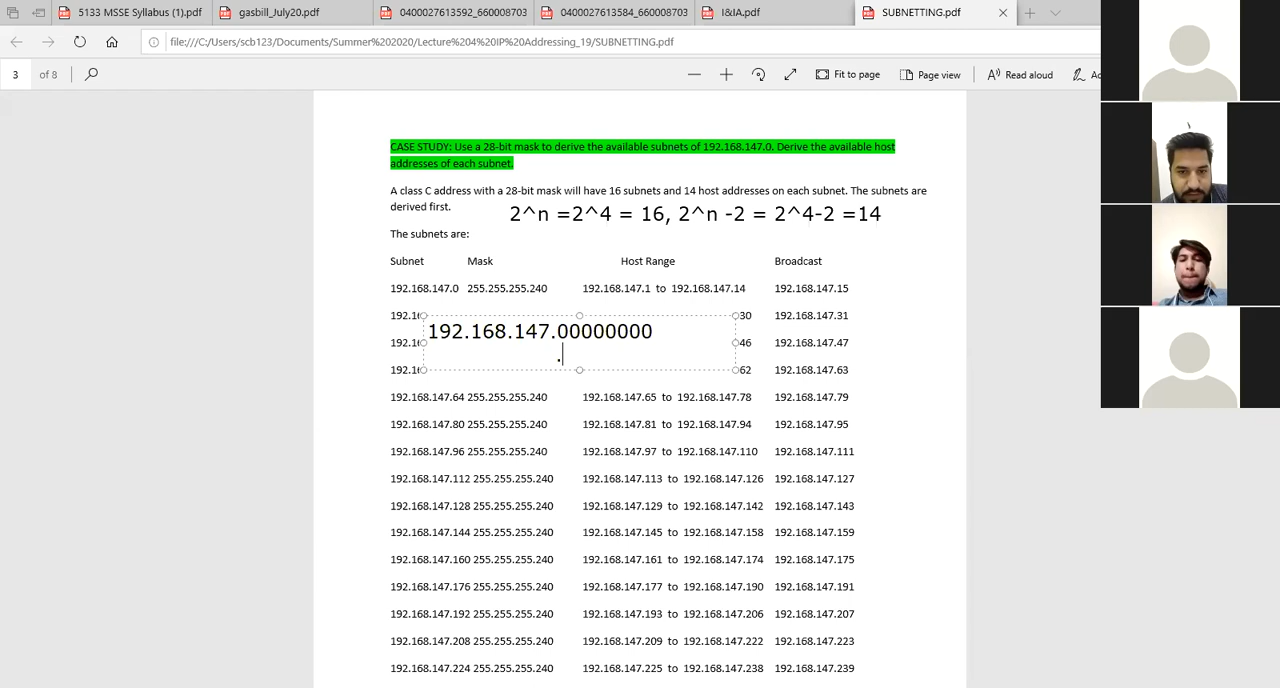 5133 MSSE Syllabus (1).pdf gasbill_July20.pdf 0400027613592_660008703 0400027613584_660008703 I&IA.pdf SUBNETTING.pdf
file:///C:/Users/scb123/Documents/Summer%202020/Lecture%204%20IP%20Addressing_19/SUBNETTING.pdf
3 of 8 Fit to page Page view Read aloud
CASE STUDY: Use a 28-bit mask to derive the available subnets of 192.168.147.0. Derive the available host
addresses of each subnet.
A class C address with a 28-bit mask will have 16 subnets and 14 host addresses on each subnet. The subnets are
derived first.
2^n =2^4 = 16, 2^n -2 = 2^4-2 =14
The subnets are:
Subnet Mask Host Range Broadcast
192.168.147.0 255.255.255.240 192.168.147.1 to 192.168.147.14 192.168.147.15
192.1 30 192.168.147.31
192.168.147.00000000
192.1 46 192.168.147.47
.
192.1 62 192.168.147.63
192.168.147.64 255.255.255.240 192.168.147.65 to 192.168.147.78 192.168.147.79
192.168.147.80 255.255.255.240 192.168.147.81 to 192.168.147.94 192.168.147.95
192.168.147.96 255.255.255.240 192.168.147.97 to 192.168.147.110 192.168.147.111
192.168.147.112 255.255.255.240 192.168.147.113 to 192.168.147.126 192.168.147.127
192.168.147.128 255.255.255.240 192.168.147.129 to 192.168.147.142 192.168.147.143
192.168.147.144 255.255.255.240 192.168.147.145 to 192.168.147.158 192.168.147.159
192.168.147.160 255.255.255.240 192.168.147.161 to 192.168.147.174 192.168.147.175
192.168.147.176 255.255.255.240 192.168.147.177 to 192.168.147.190 192.168.147.191
192.168.147.192 255.255.255.240 192.168.147.193 to 192.168.147.206 192.168.147.207
192.168.147.208 255.255.255.240 192.168.147.209 to 192.168.147.222 192.168.147.223
192.168.147.224 255.255.255.240 192.168.147.225 to 192.168.147.238 192.168.147.239